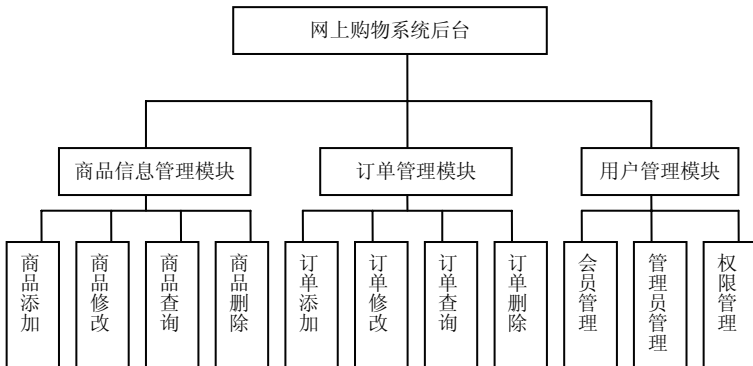 网上购物系统后台
商品信息管理模块
订单管理模块
用户管理模块
商品添加
商品修改
商品查询
商品删除
订单添加
订单修改
订单查询
订单删除
会员管理
管理员管理
权限管理